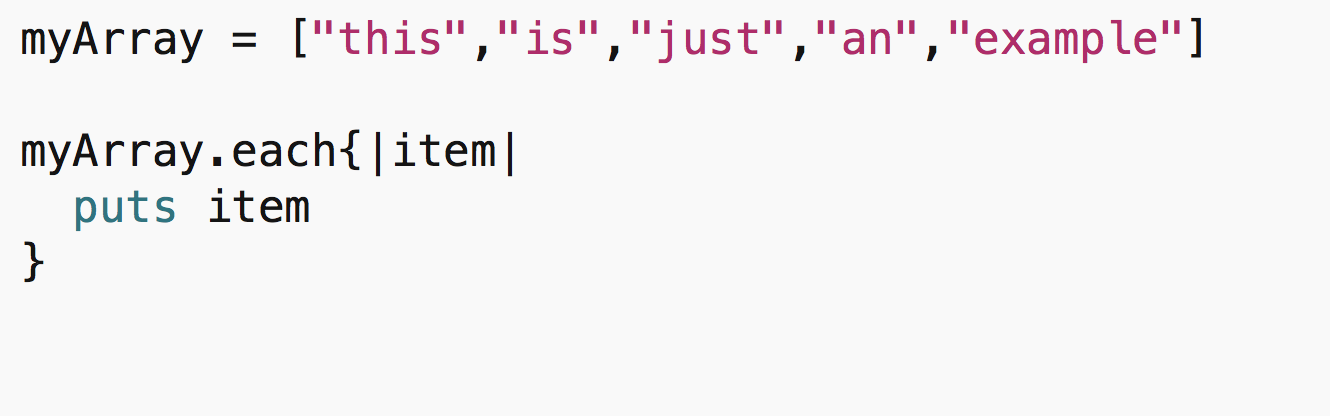 myArray = ["this","is","just","an","example"]
myArray.each{|item|
  puts item
}